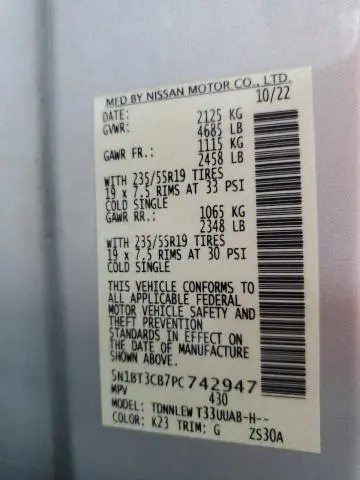 MFD BY NISSAN MOTOR CO., LTD.
DATE: 10/22
GVWR: 2125 KG
4685 LB
GAWR FR.: 1115 KG
2458 LB
WITH 235/55R19 TIRES
19 x 7.5 RIMS AT 33 PSI
COLD SINGLE
GAWR RR.: 1065 KG
2348 LB
WITH 235/55R19 TIRES
19 x 7.5 RIMS AT 30 PSI
COLD SINGLE
THIS VEHICLE CONFORMS TO
ALL APPLICABLE FEDERAL
MOTOR VEHICLE SAFETY AND
THEFT PREVENTION
STANDARDS IN EFFECT ON
THE DATE OF MANUFACTURE
SHOWN ABOVE.
5N1BT3CB7PC742947
MPV 430
MODEL: TDNNLEW T33UUAB-H--
COLOR: K23 TRIM: G ZS30A